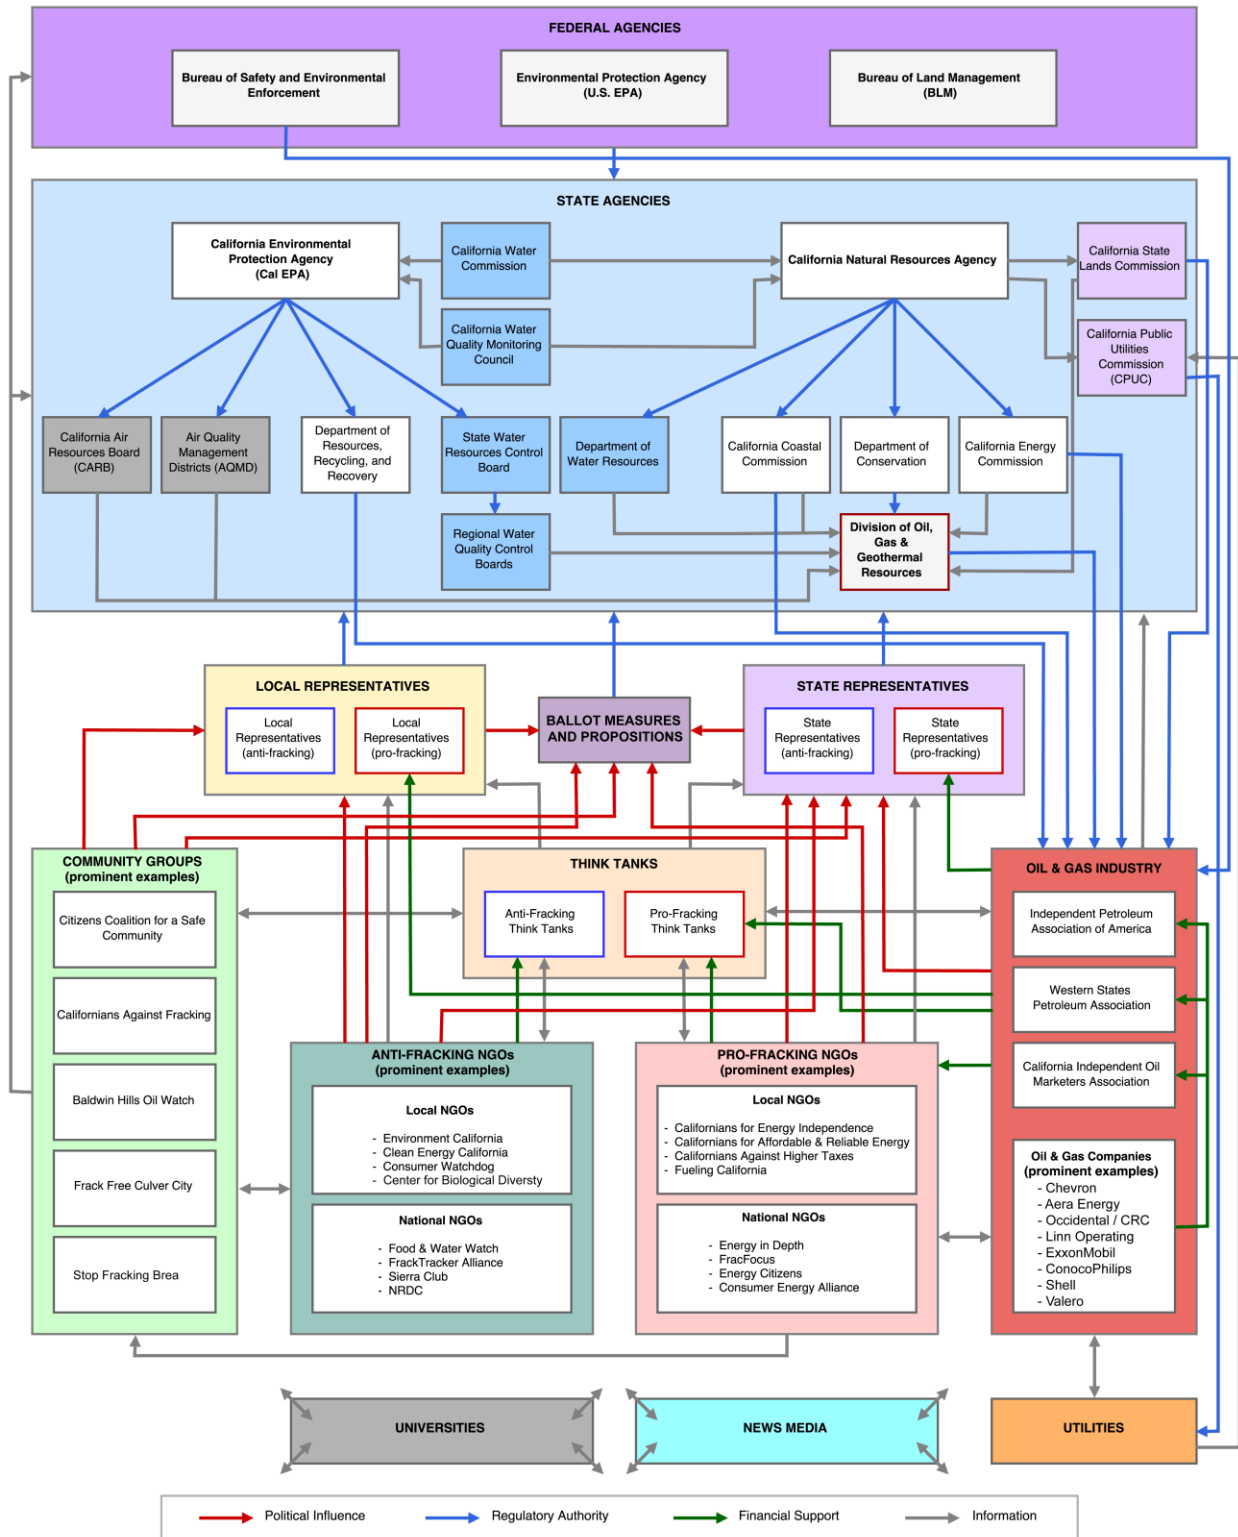 FEDERAL AGENCIES
Bureau of Safety and Environmental
Enforcement
Environmental Protection Agency
(U.S. EPA)
Bureau of Land Management
(BLM)
STATE AGENCIES
California Environmental
Protection Agency
(Cal EPA)
California Water
Commission
California Natural Resources Agency
California State
Lands Commission
California Water
Quality Monitoring
Council
California Public
Utilities
Commission
(CPUC)
California Air
Resources Board
(CARB)
Air Quality
Management
Districts (AQMD)
Department of
Resources,
Recycling, and
Recovery
State Water
Resources Control
Board
Department of
Water Resources
California Coastal
Commission
Department of
Conservation
California Energy
Commission
Regional Water
Quality Control
Boards
Division of Oil,
Gas &
Geothermal
Resources
LOCAL REPRESENTATIVES
Local
Representatives
(anti-fracking)
Local
Representatives
(pro-fracking)
BALLOT MEASURES
AND PROPOSITIONS
STATE REPRESENTATIVES
State
Representatives
(anti-fracking)
State
Representatives
(pro-fracking)
COMMUNITY GROUPS
(prominent examples)
Citizens Coalition for a Safe
Community
Californians Against Fracking
Baldwin Hills Oil Watch
Frack Free Culver City
Stop Fracking Brea
THINK TANKS
Anti-Fracking
Think Tanks
Pro-Fracking
Think Tanks
OIL & GAS INDUSTRY
Independent Petroleum
Association of America
Western States
Petroleum Association
California Independent Oil
Marketers Association
Oil & Gas Companies
(prominent examples)
- Chevron
- Aera Energy
- Occidental / CRC
- Linn Operating
- ExxonMobil
- ConocoPhilips
- Shell
- Valero
ANTI-FRACKING NGOs
(prominent examples)
Local NGOs
- Environment California
- Clean Energy California
- Consumer Watchdog
- Center for Biological Diversty
National NGOs
- Food & Water Watch
- FrackTracker Alliance
- Sierra Club
- NRDC
PRO-FRACKING NGOs
(prominent examples)
Local NGOs
- Californians for Energy Independence
- Californians for Affordable & Reliable Energy
- Californians Against Higher Taxes
- Fueling California
National NGOs
- Energy in Depth
- FracFocus
- Energy Citizens
- Consumer Energy Alliance
UNIVERSITIES
NEWS MEDIA
UTILITIES
Political Influence
Regulatory Authority
Financial Support
Information